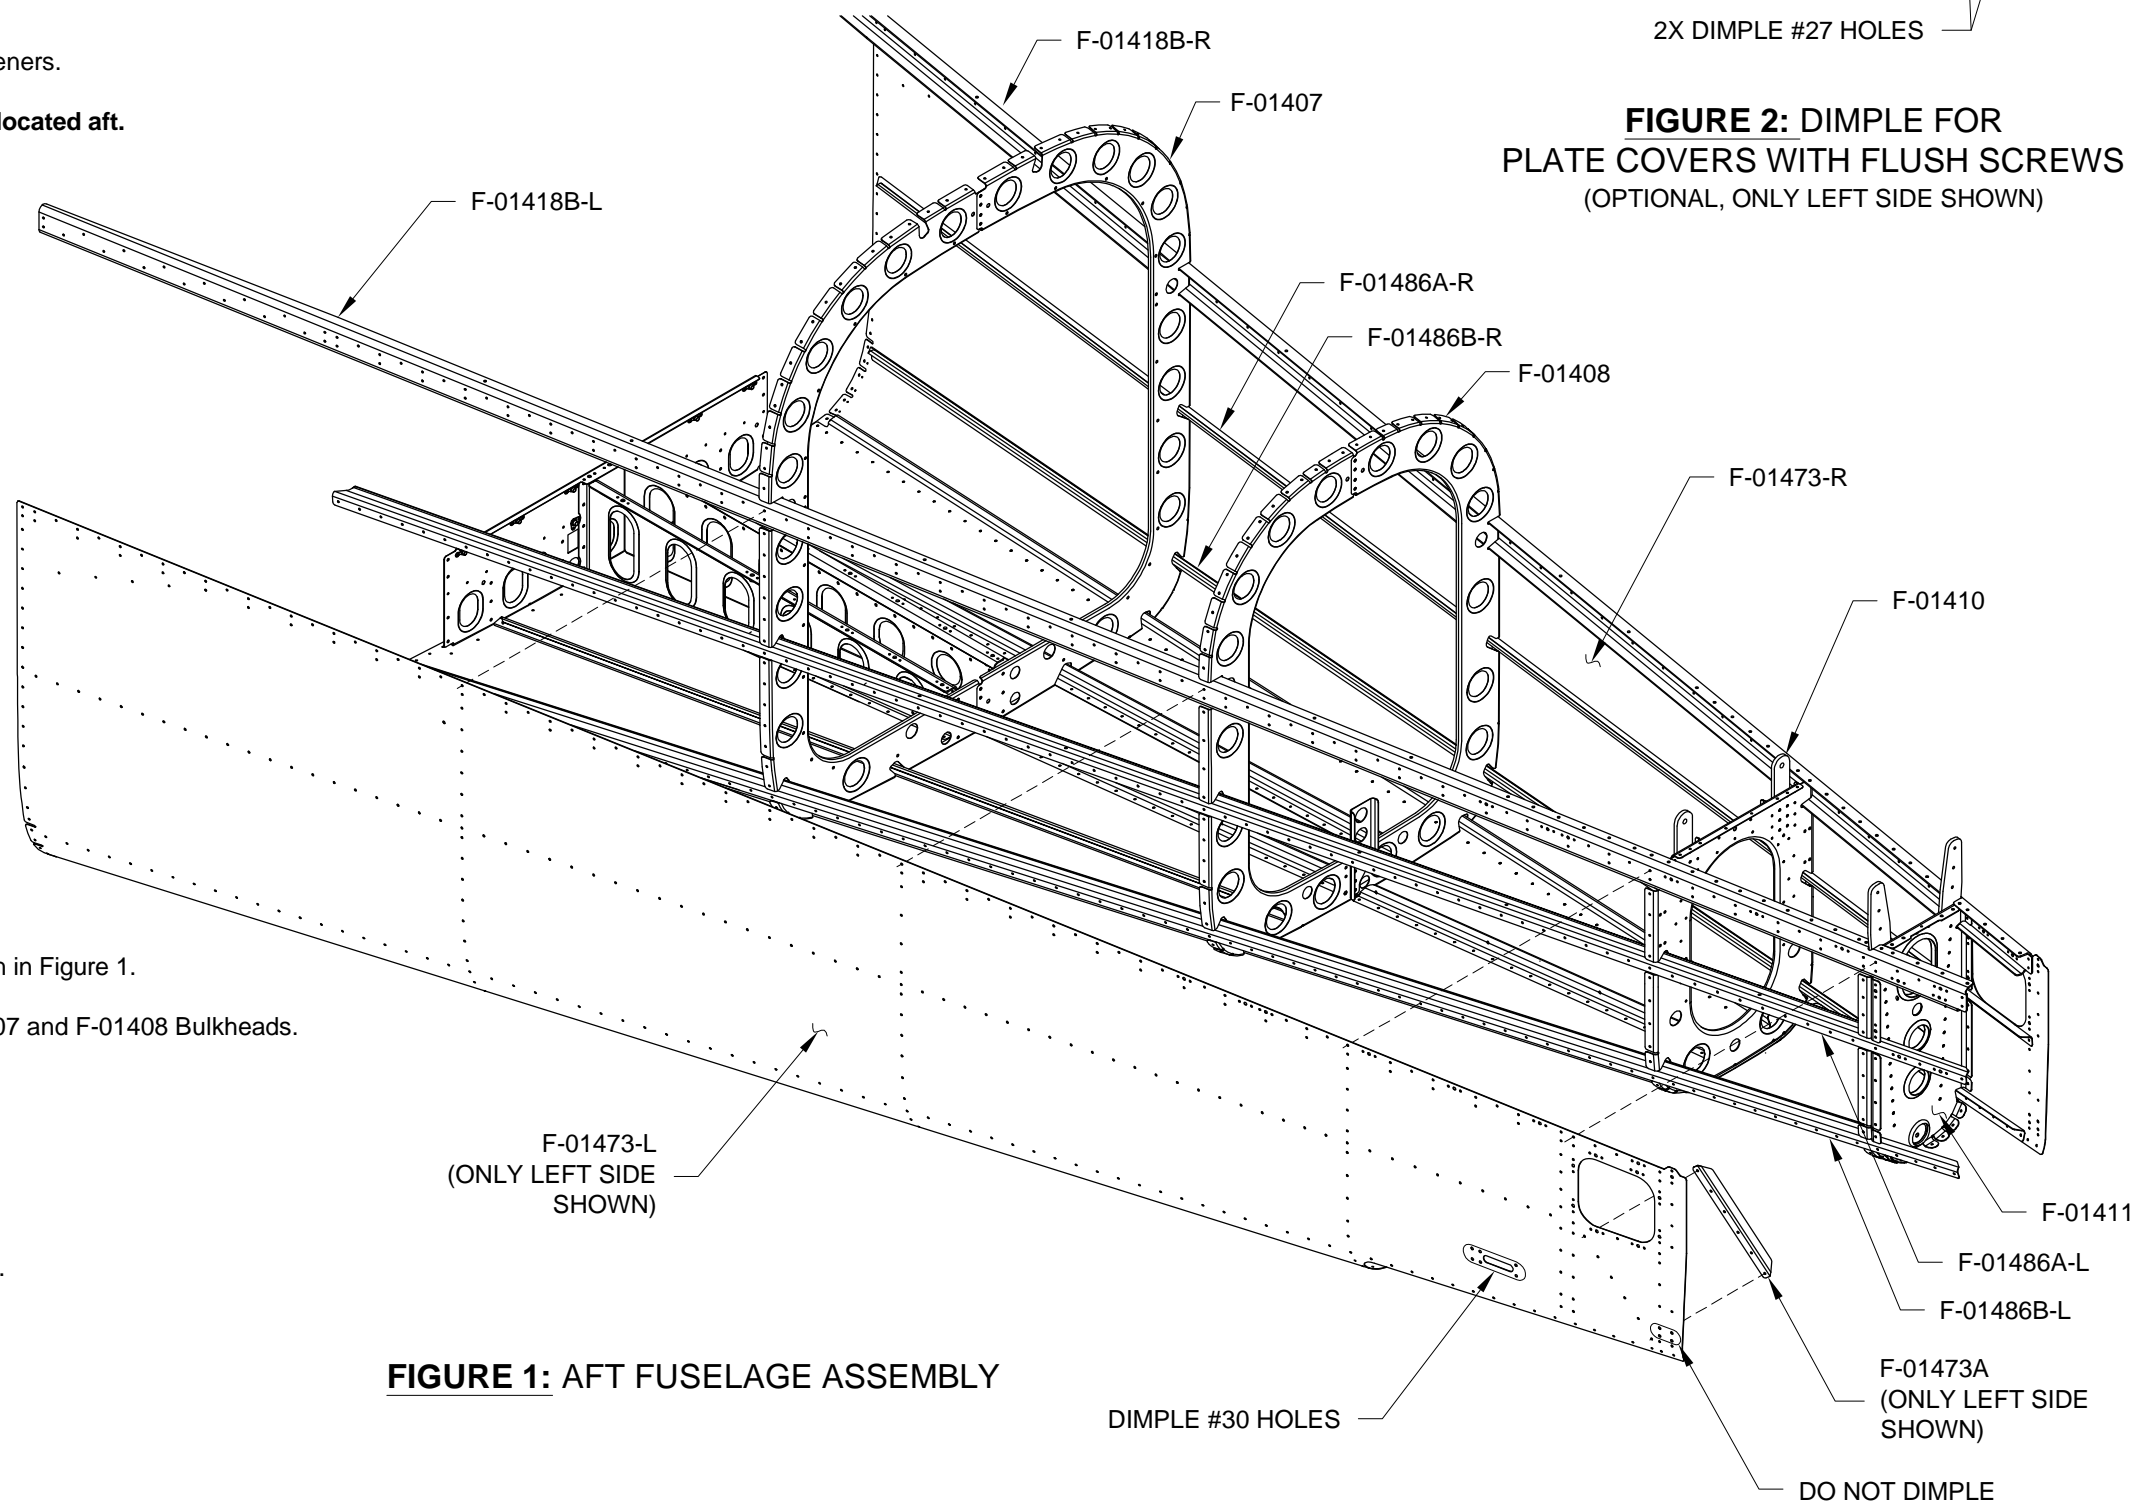 eners.
located aft.
n in Figure 1.
07 and F-01408 Bulkheads.
.
F-01418B-R
F-01407
F-01418B-L
F-01486A-R
F-01486B-R
F-01408
F-01473-R
F-01410
F-01473-L
(ONLY LEFT SIDE
SHOWN)
F-01411
F-01486A-L
F-01486B-L
F-01473A
(ONLY LEFT SIDE
SHOWN)
DIMPLE #30 HOLES
DO NOT DIMPLE
FIGURE 1: AFT FUSELAGE ASSEMBLY
2X DIMPLE #27 HOLES
FIGURE 2: DIMPLE FOR
PLATE COVERS WITH FLUSH SCREWS
(OPTIONAL, ONLY LEFT SIDE SHOWN)